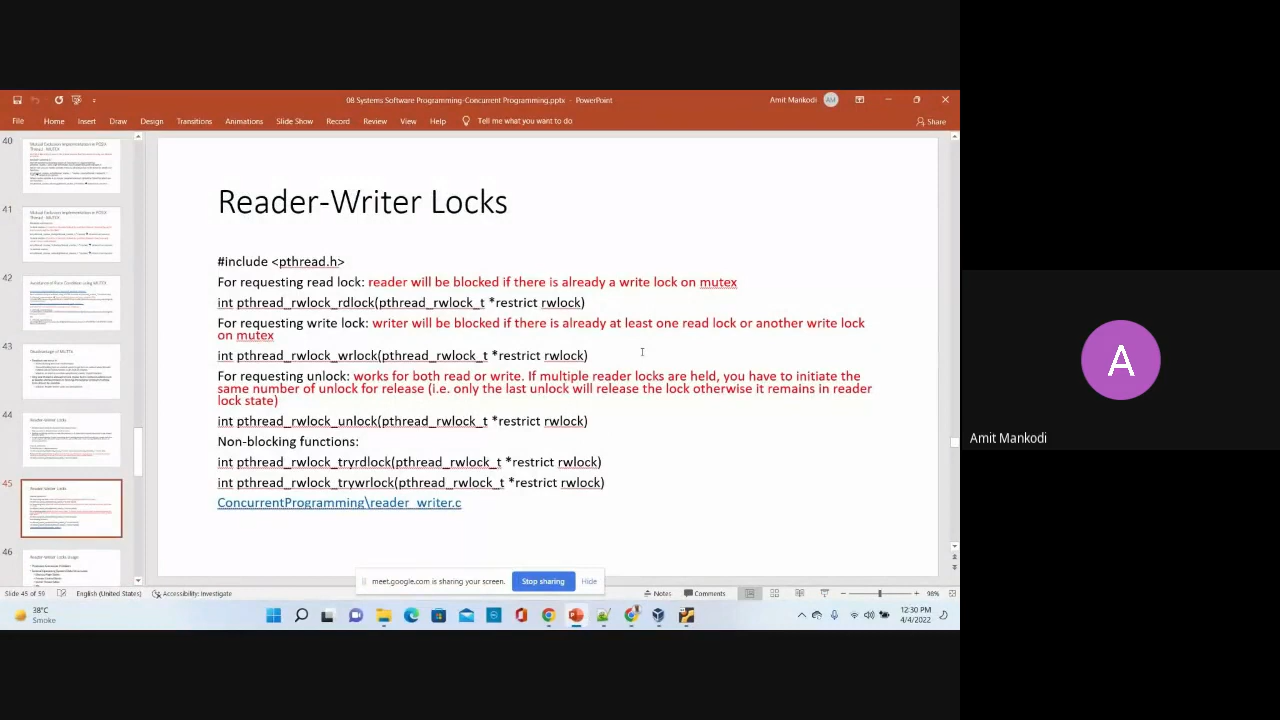 08 Systems Software Programming-Concurrent Programming.pptx - PowerPoint
Amit Mankodi
AM
File Home Insert Draw Design Transitions Animations Slide Show Record Review View Help Tell me what you want to do
Share
40
41
42
43
44
45
46
Reader-Writer Locks
#include <pthread.h>
For requesting read lock: reader will be blocked if there is already a write lock on mutex
int pthread_rwlock_rdlock(pthread_rwlock_t *restrict rwlock)
For requesting write lock: writer will be blocked if there is already at least one read lock or another write lock
on mutex
int pthread_rwlock_wrlock(pthread_rwlock_t *restrict rwlock)
For requesting unlock: Works for both read/write. If multiple reader locks are held, you have to initiate the
same number of unlock for release (i.e. only the last unlock will release the lock otherwise it remains in reader
lock state)
int pthread_rwlock_unlock(pthread_rwlock_t *restrict rwlock)
Non-blocking functions:
int pthread_rwlock_tryrdlock(pthread_rwlock_t *restrict rwlock)
int pthread_rwlock_trywrlock(pthread_rwlock_t *restrict rwlock)
ConcurrentProgramming\reader_writer.c
meet.google.com is sharing your screen. Stop sharing Hide
Slide 45 of 59 English (United States) Accessibility: Investigate Notes Comments 98%
38°C
Smoke
12:30 PM
4/4/2022
A
Amit Mankodi